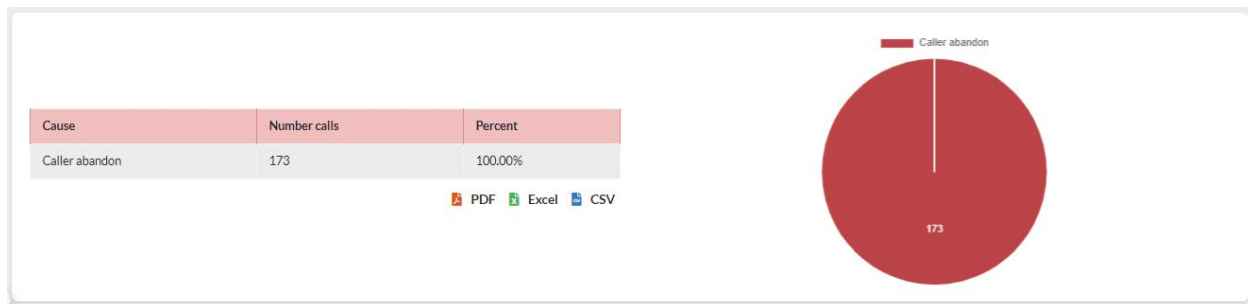 Cause Number calls Percent
Caller abandon 173 100.00%
PDF Excel CSV
Caller abandon
173